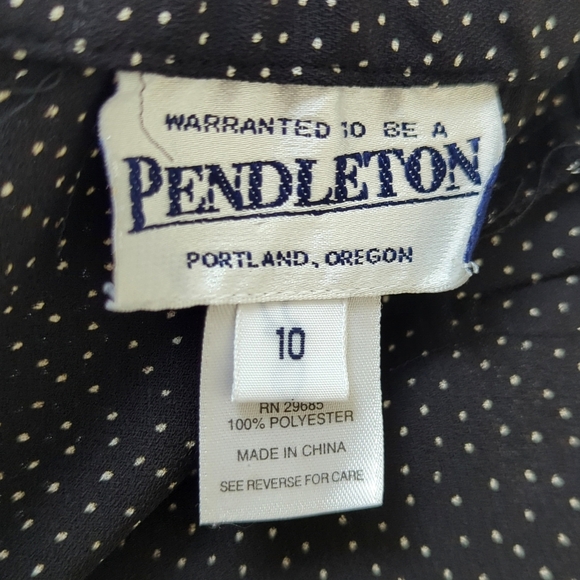 WARRANTED TO BE A
PENDLETON
PORTLAND, OREGON
10
RN 29685
100% POLYESTER
MADE IN CHINA
SEE REVERSE FOR CARE